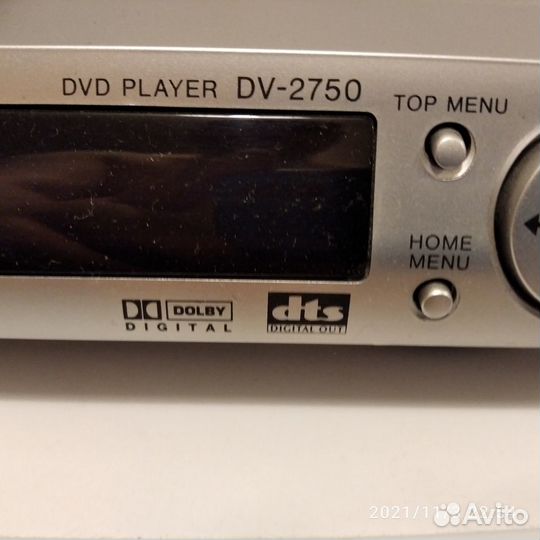 DVD PLAYER DV-2750
TOP MENU
HOME
MENU
DOLBY
DIGITAL
dts
DIGITAL OUT
Avito